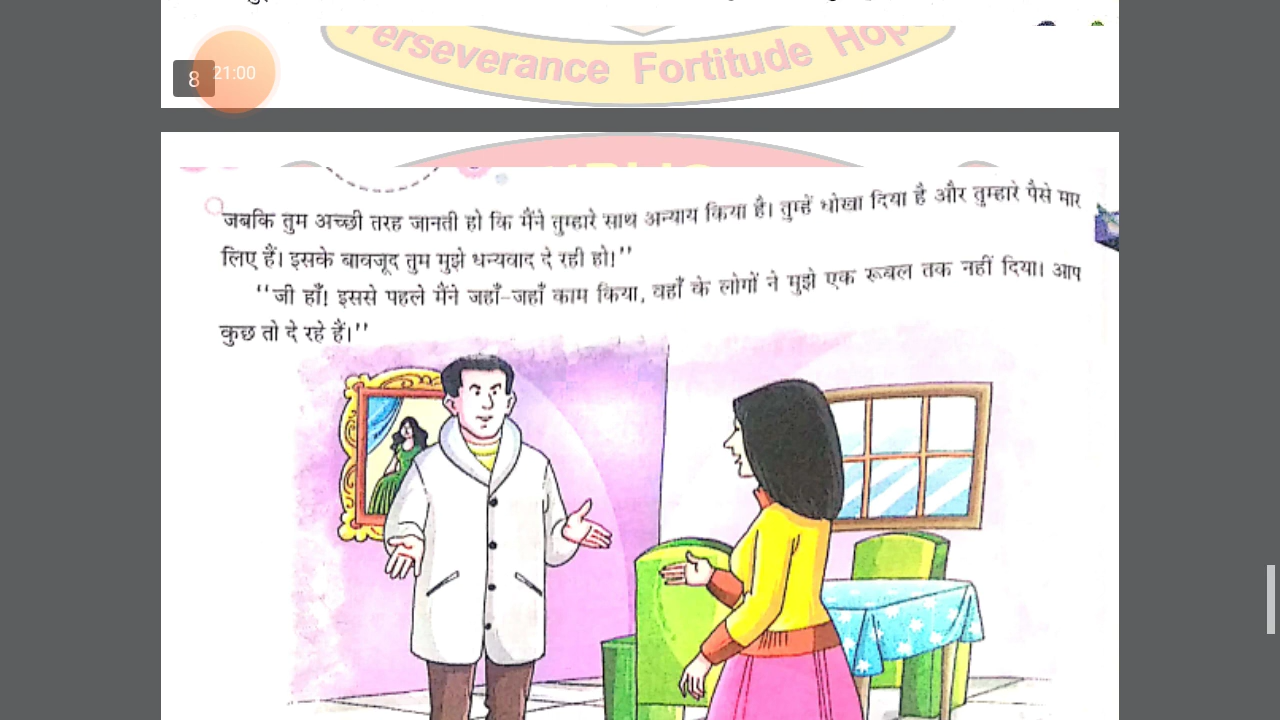 Perseverance Fortitude Hop
8
21:00
जबकि तुम अच्छी तरह जानती हो कि मैंने तुम्हारे साथ अन्याय किया है। तुम्हें धोखा दिया है और तुम्हारे पैसे मार
लिए हैं। इसके बावजूद तुम मुझे धन्यवाद दे रही हो।’’
‘‘जी हाँ! इससे पहले मैंने जहाँ-जहाँ काम किया, वहाँ के लोगों ने मुझे एक रूबल तक नहीं दिया। आप
कुछ तो दे रहे हैं।’’